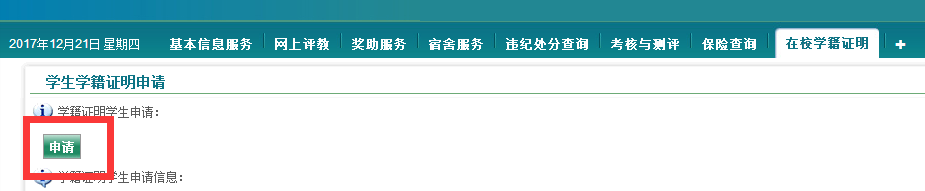 2017年12月21日 星期四 基本信息服务 网上评教 奖助服务 宿舍服务 违纪处分查询 考核与测评 保险查询 在校学籍证明 +
学生学籍证明申请
学籍证明学生申请：
申请
学籍证明学生申请信息：